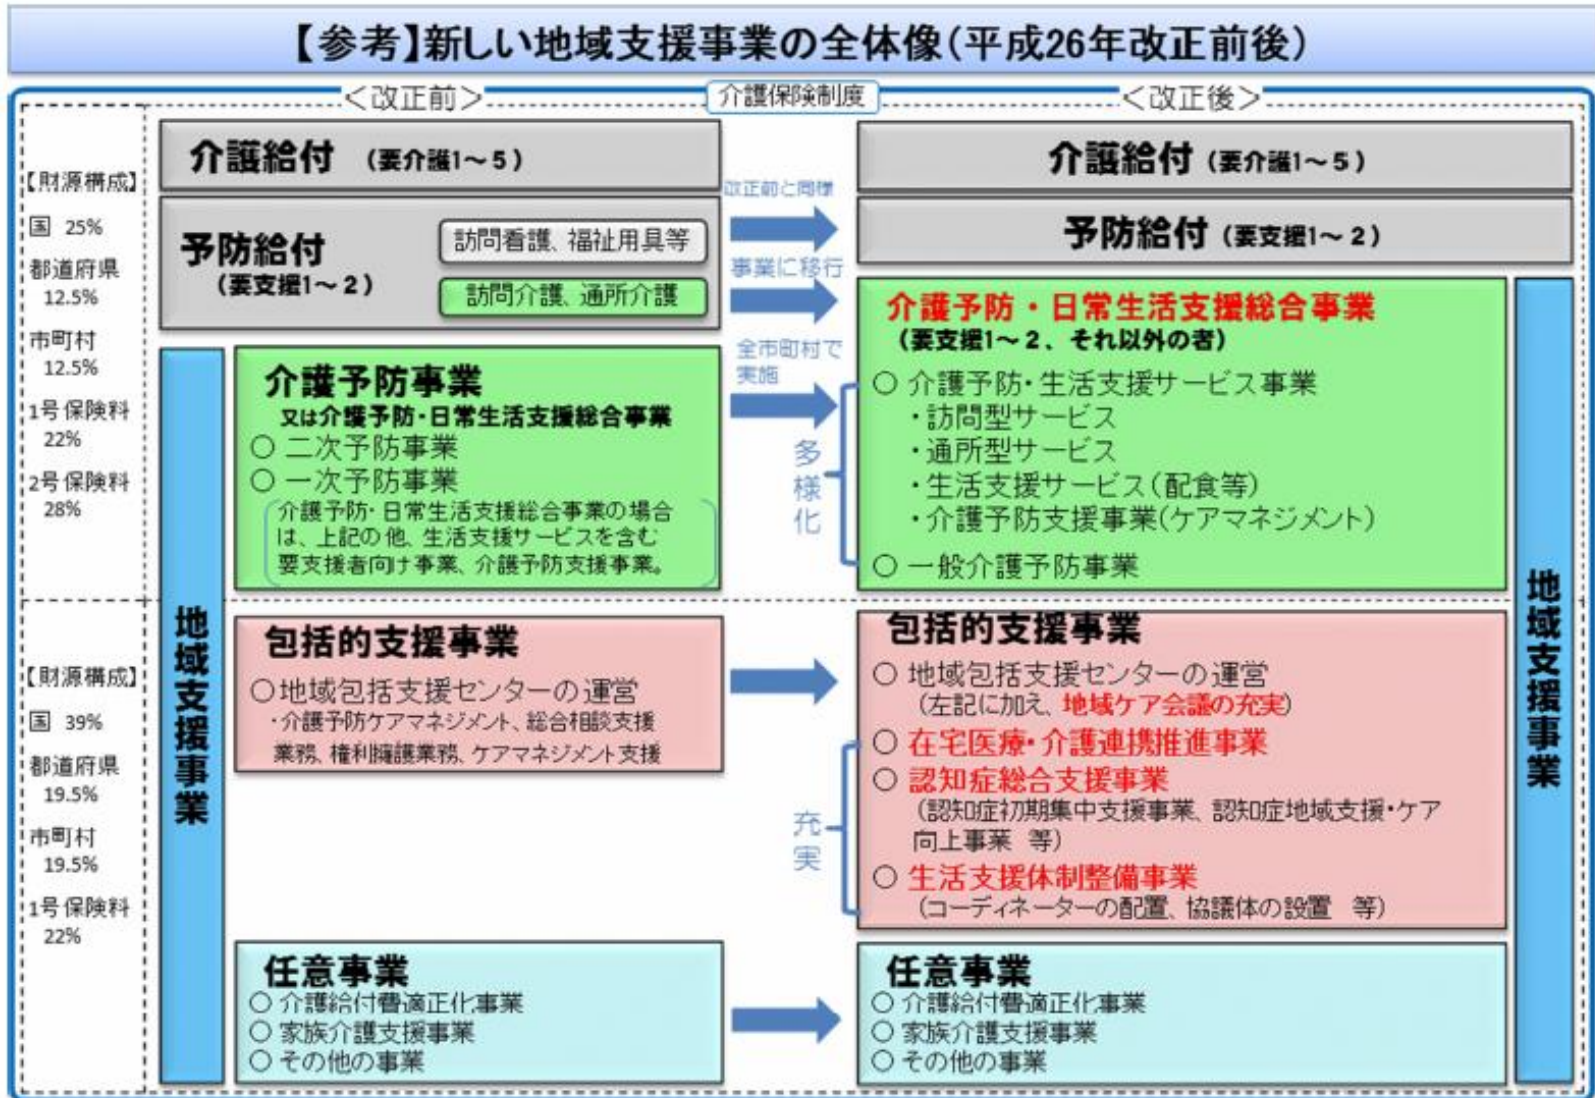 【参考】新しい地域支援事業の全体像(平成26年改正前後)
介護保険制度
<改正前>
<改正後>
【財源構成】
国 25%
都道府県
12.5%
市町村
12.5%
1号保険料
22%
2号保険料
28%
【財源構成】
国 39%
都道府県
19.5%
市町村
19.5%
1号保険料
22%
介護給付 (要介護1~5)
予防給付
(要支援1~2)
訪問看護、福祉用具等
訪問介護、通所介護
地域支援事業
介護予防事業
又は介護予防・日常生活支援総合事業
○ 二次予防事業
○ 一次予防事業
介護予防・日常生活支援総合事業の場合
は、上記の他、生活支援サービスを含む
要支援者向け事業、介護予防支援事業。
包括的支援事業
○地域包括支援センターの運営
・介護予防ケアマネジメント、総合相談支援
業務、権利擁護業務、ケアマネジメント支援
任意事業
○ 介護給付費適正化事業
○ 家族介護支援事業
○ その他の事業
改正前と同様
事業に移行
全市町村で
実施
多様化
充実
介護給付 (要介護1~5)
予防給付 (要支援1~2)
介護予防・日常生活支援総合事業
(要支援1~2、それ以外の者)
○ 介護予防・生活支援サービス事業
・訪問型サービス
・通所型サービス
・生活支援サービス(配食等)
・介護予防支援事業(ケアマネジメント)
○ 一般介護予防事業
包括的支援事業
○ 地域包括支援センターの運営
(左記に加え、地域ケア会議の充実)
○ 在宅医療・介護連携推進事業
○ 認知症総合支援事業
(認知症初期集中支援事業、認知症地域支援・ケア
向上事業 等)
○ 生活支援体制整備事業
(コーディネーターの配置、協議体の設置 等)
任意事業
○ 介護給付費適正化事業
○ 家族介護支援事業
○ その他の事業
地域支援事業